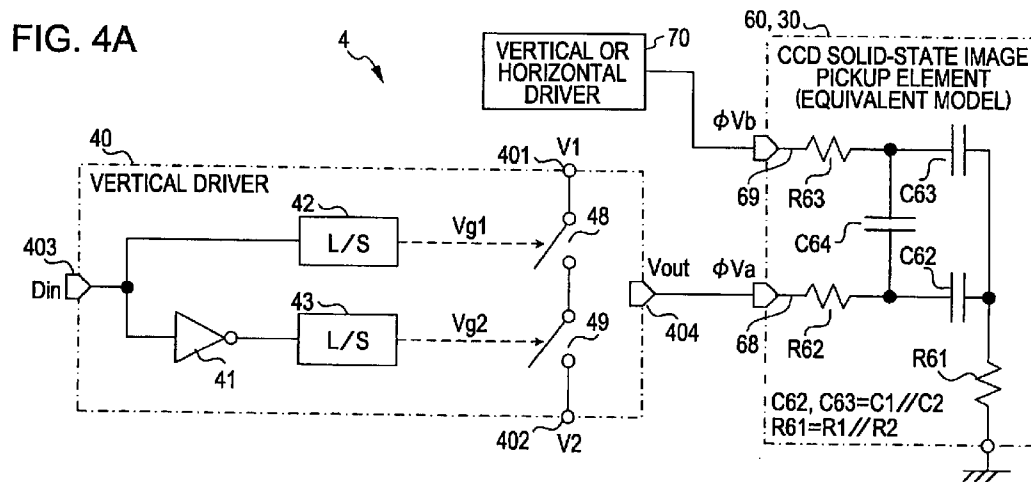 FIG. 4A
4
VERTICAL OR
HORIZONTAL
DRIVER
70
60, 30
CCD SOLID-STATE IMAGE
PICKUP ELEMENT
(EQUIVALENT MODEL)
ϕVb
69
R63
C63
C64
C62
40
VERTICAL DRIVER
401
V1
42
L/S
Vg1
48
403
Din
41
43
L/S
Vg2
49
Vout
404
ϕVa
68
R62
R61
402
V2
C62, C63=C1//C2
R61=R1//R2